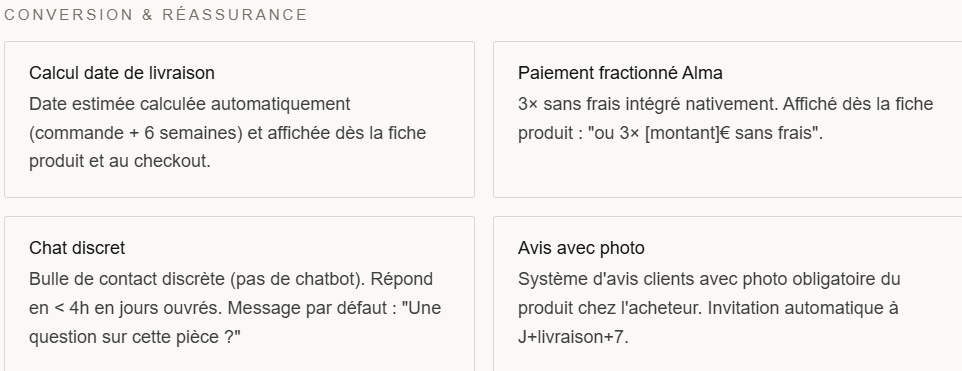 CONVERSION & RÉASSURANCE
Calcul date de livraison
Date estimée calculée automatiquement
(commande + 6 semaines) et affichée dès la fiche
produit et au checkout.
Paiement fractionné Alma
3× sans frais intégré nativement. Affiché dès la fiche
produit : "ou 3× [montant]€ sans frais".
Chat discret
Bulle de contact discrète (pas de chatbot). Répond
en < 4h en jours ouvrés. Message par défaut : "Une
question sur cette pièce ?"
Avis avec photo
Système d'avis clients avec photo obligatoire du
produit chez l'acheteur. Invitation automatique à
J+livraison+7.